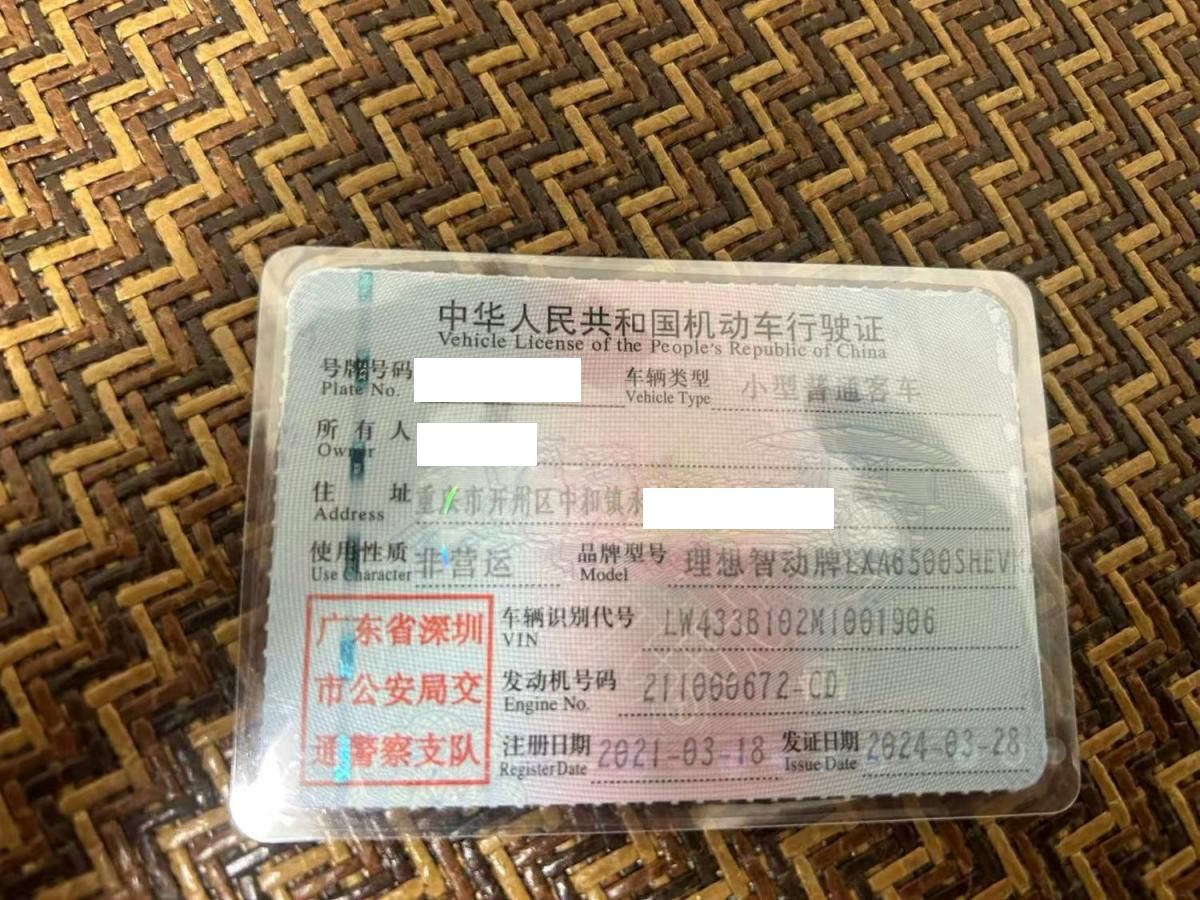 中华人民共和国机动车行驶证
Vehicle License of the People's Republic of China
号牌号码 车辆类型 小型普通客车
Plate No. Vehicle Type
所有人
Owner
住址 重庆市开州区中和镇
Address
使用性质 非营运 品牌型号 理想智动牌LXA6500SHEV
Use Character Model
广东省深圳
市公安局交
通警察支队
车辆识别代号 LW433B102M1001906
VIN
发动机号码 211000672-CD
Engine No.
注册日期 2021-03-18 发证日期 2024-03-28
Register Date Issue Date